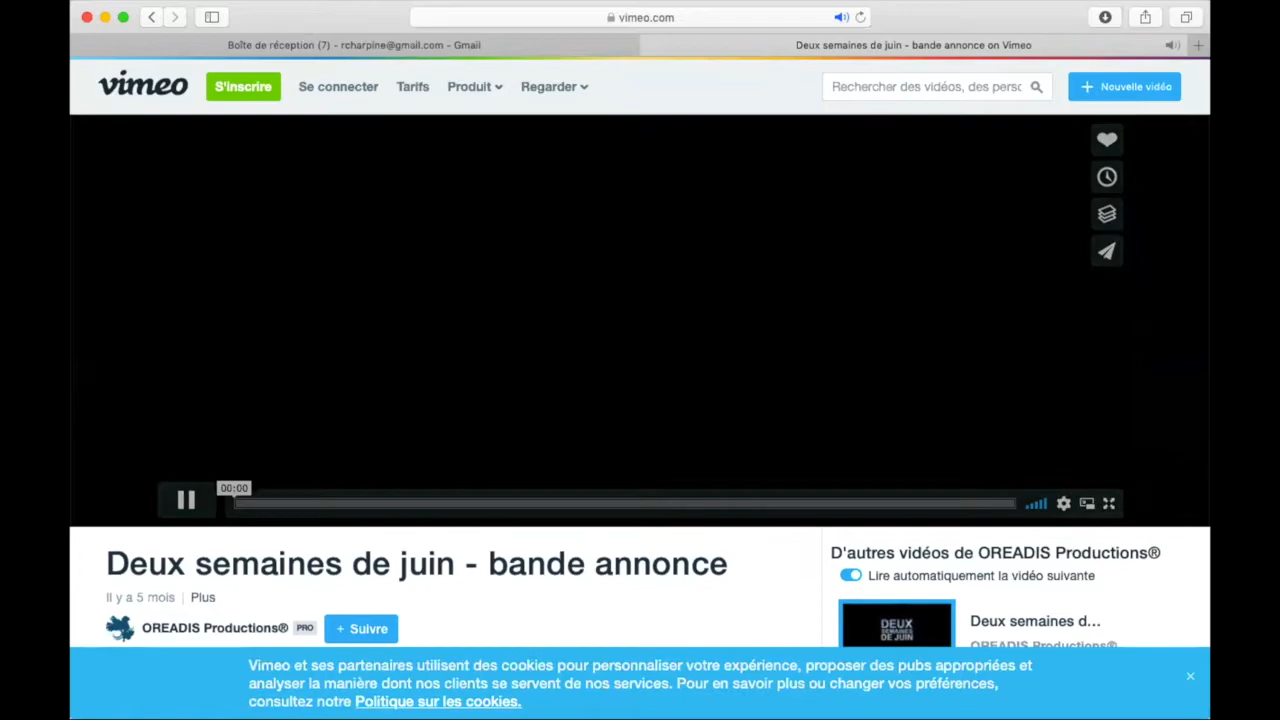 vimeo.com
Boîte de réception (7) - rcharpine@gmail.com - Gmail
Deux semaines de juin - bande annonce on Vimeo
vimeo
S'inscrire
Se connecter
Tarifs
Produit
Regarder
Rechercher des vidéos, des persc
Nouvelle vidéo
00:00
Deux semaines de juin - bande annonce
Il y a 5 mois | Plus
OREADIS Productions® PRO
+ Suivre
D'autres vidéos de OREADIS Productions®
Lire automatiquement la vidéo suivante
DEUX
SEMAINES
DE JUIN
Deux semaines d...
OREADIS Productions®
Vimeo et ses partenaires utilisent des cookies pour personnaliser votre expérience, proposer des pubs appropriées et
analyser la manière dont nos clients se servent de nos services. Pour en savoir plus ou changer vos préférences,
consultez notre Politique sur les cookies.